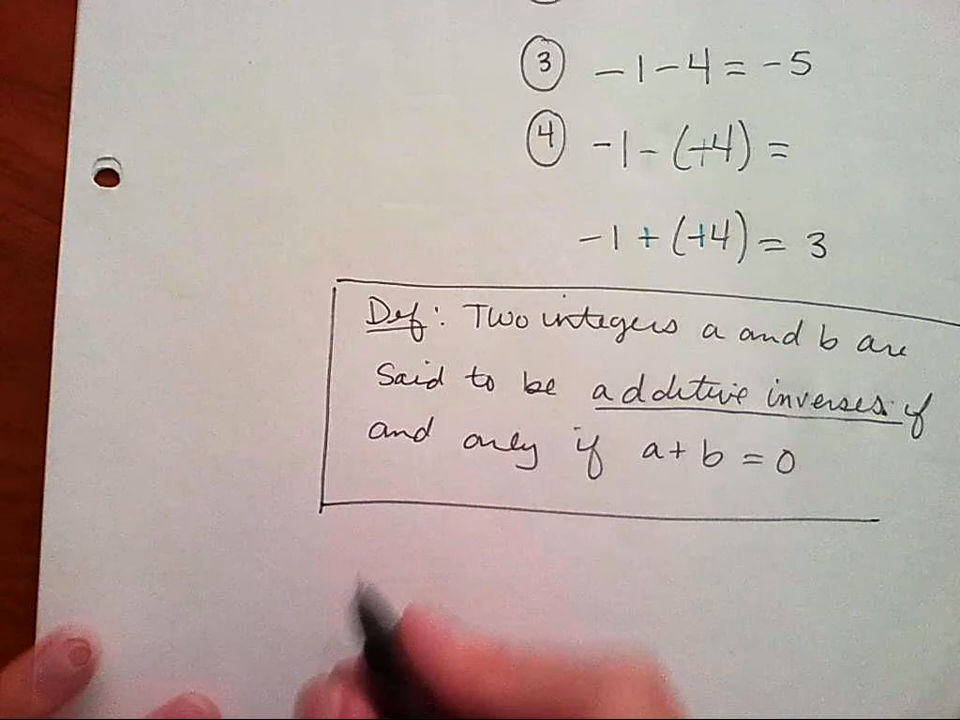 ③ -1-4=-5
④ -1-(+4)=
-1+(+4)=3
Def: Two integers a and b are
said to be additive inverses if
and only if a+b=0